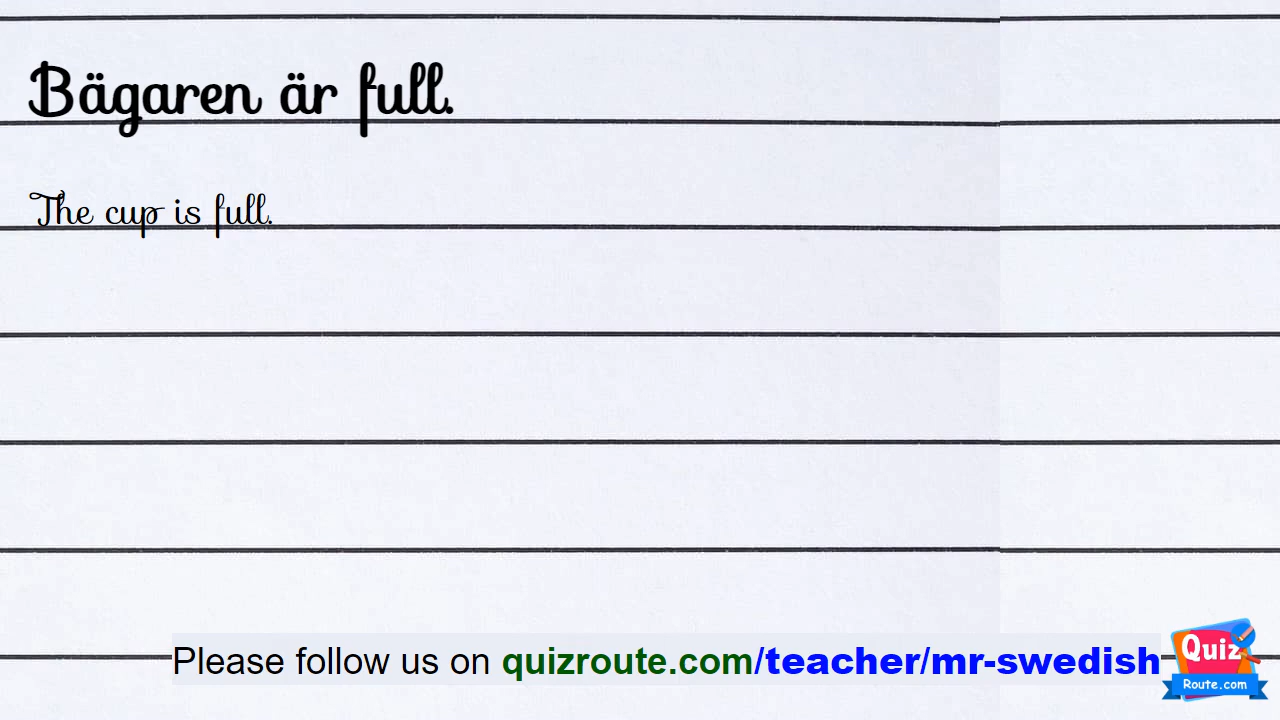 Bägaren är full.
The cup is full.
Please follow us on quizroute.com/teacher/mr-swedish
Quiz
Route.com